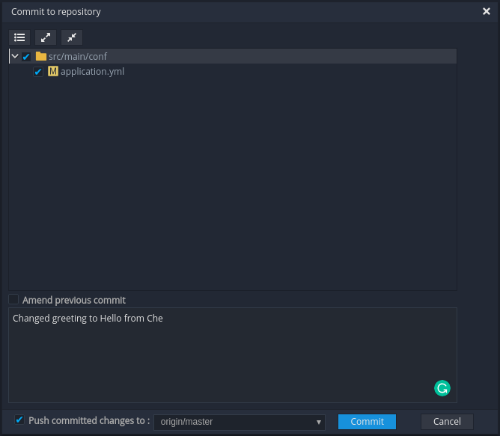 Commit to repository
src/main/conf
M application.yml
Amend previous commit
Changed greeting to Hello from Che
Push committed changes to : origin/master Commit Cancel